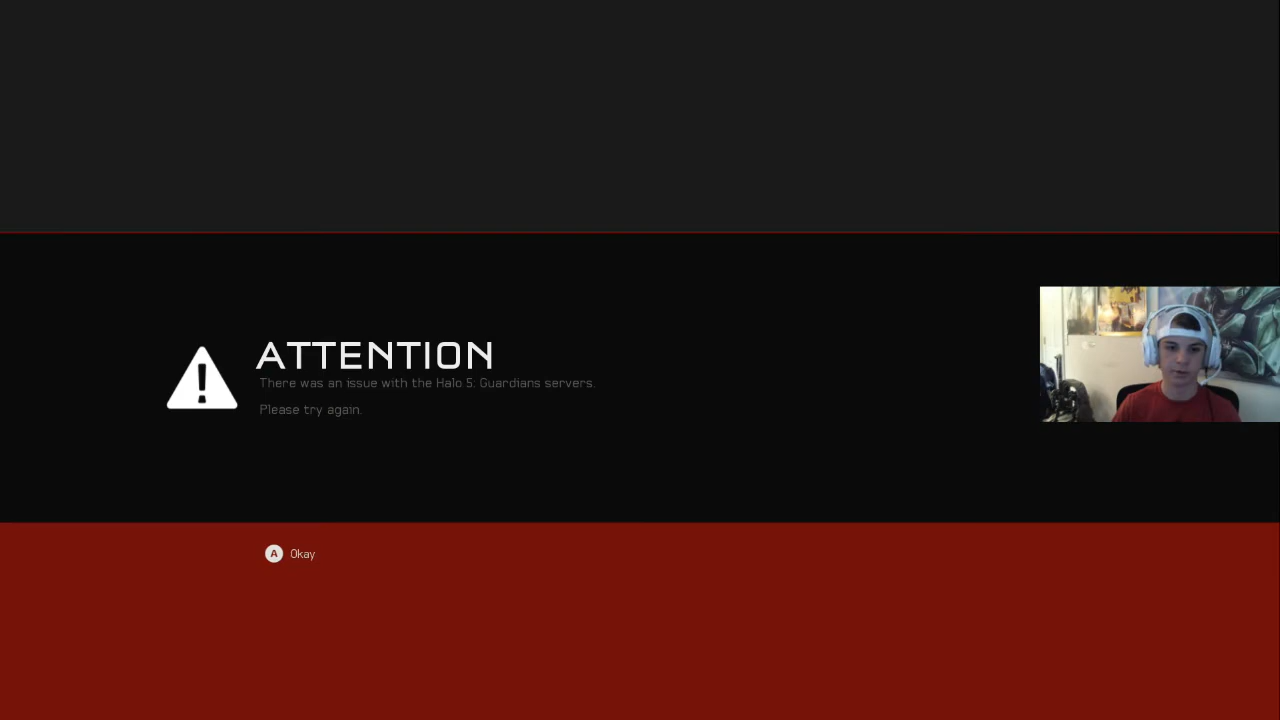 ATTENTION
There was an issue with the Halo 5: Guardians servers.
Please try again.
A Okay